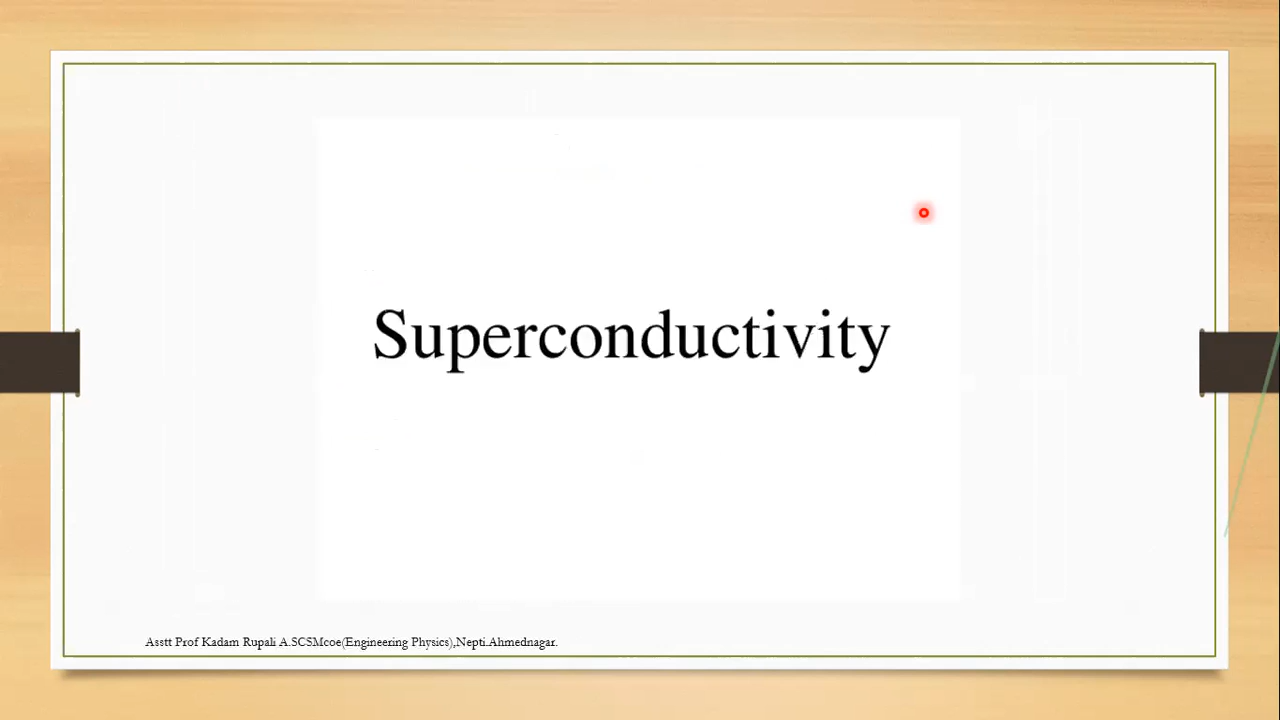 Superconductivity
Asstt Prof Kadam Rupali A.SCSMcoe(Engineering Physics),Nepti.Ahmednagar.